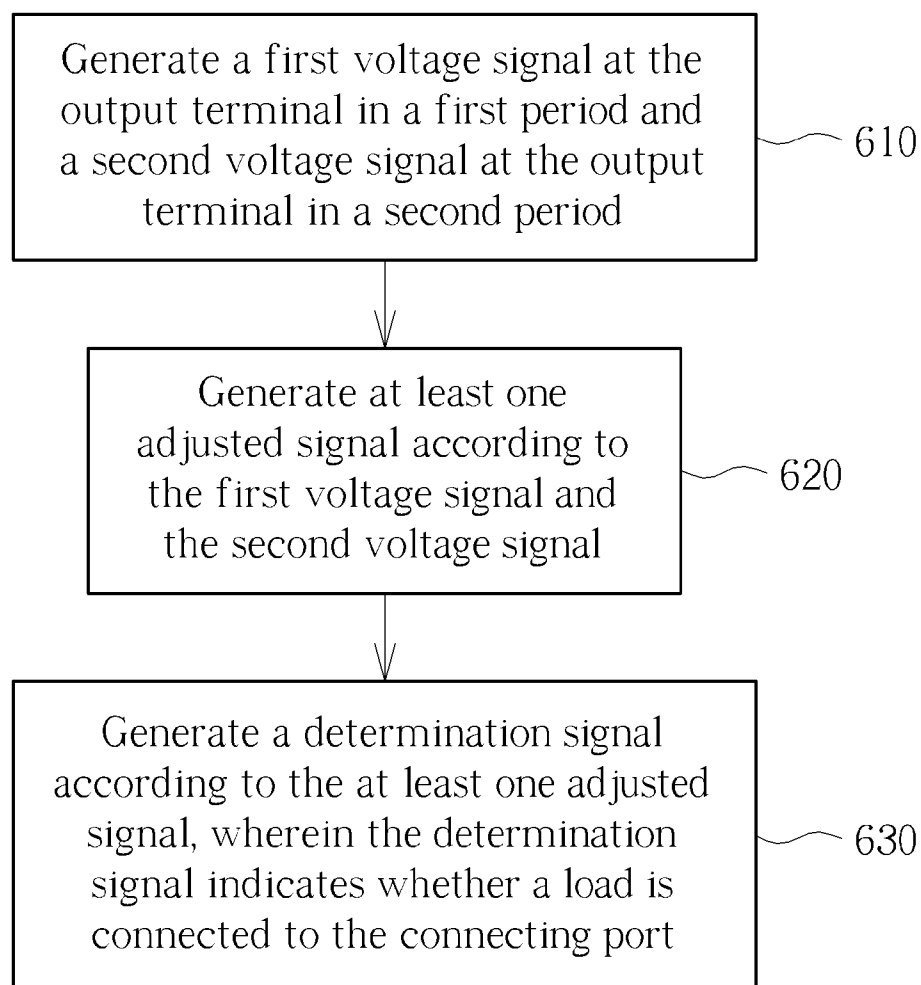 Generate a first voltage signal at the
output terminal in a first period and
a second voltage signal at the output
terminal in a second period
610
Generate at least one
adjusted signal according to
the first voltage signal and
the second voltage signal
620
Generate a determination signal
according to the at least one adjusted
signal, wherein the determination
signal indicates whether a load is
connected to the connecting port
630